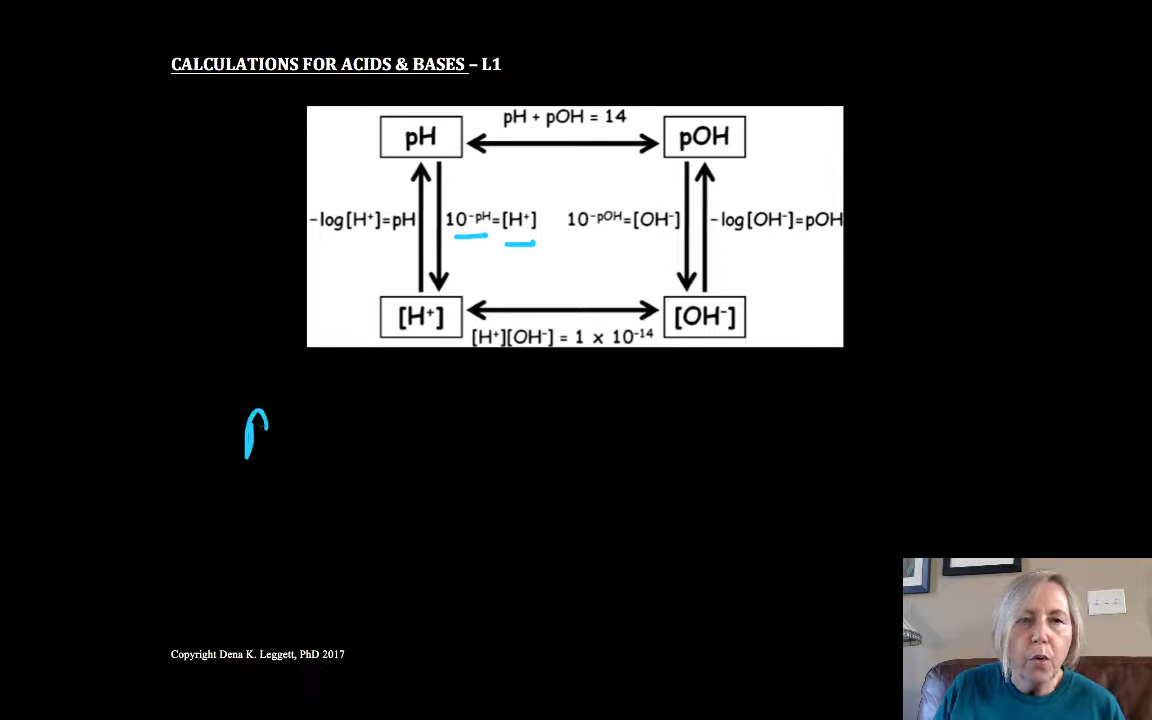 CALCULATIONS FOR ACIDS & BASES – L1
pH + pOH = 14
pH
pOH
-log[H⁺]=pH
10⁻ᵖᴴ=[H⁺]
10⁻ᵖᴼᴴ=[OH⁻]
-log[OH⁻]=pOH
[H⁺]
[OH⁻]
[H⁺][OH⁻] = 1 x 10⁻¹⁴
Copyright Dena K. Leggett, PhD 2017